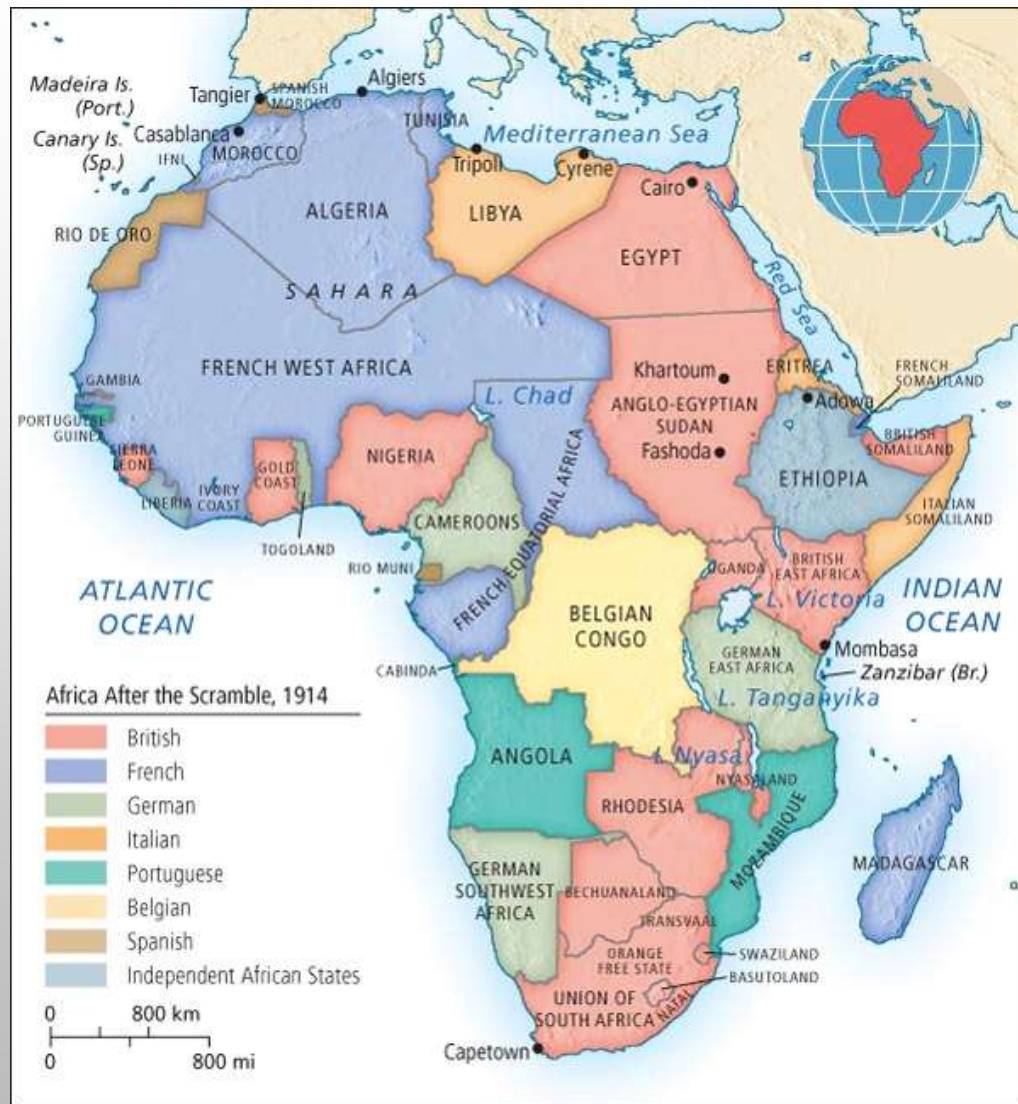 Madeira Is.
(Port.)
Canary Is.
(Sp.)
Tangier
SPANISH
MOROCCO
Algiers
Casablanca
IFNI
MOROCCO
TUNISIA
Mediterranean Sea
Tripoli
Cyrene
Cairo
RIO DE ORO
ALGERIA
LIBYA
EGYPT
SAHARA
Red Sea
FRENCH WEST AFRICA
GAMBIA
PORTUGUESE
GUINEA
SIERRA
LEONE
LIBERIA
IVORY
COAST
GOLD
COAST
TOGOLAND
NIGERIA
L. Chad
Khartoum
ANGLO-EGYPTIAN
SUDAN
Fashoda
ERITREA
Adowa
FRENCH
SOMALILAND
BRITISH
SOMALILAND
ETHIOPIA
ITALIAN
SOMALILAND
CAMEROONS
RIO MUNI
FRENCH EQUATORIAL AFRICA
UGANDA
BRITISH
EAST AFRICA
ATLANTIC
OCEAN
BELGIAN
CONGO
L. Victoria
INDIAN
OCEAN
CABINDA
GERMAN
EAST AFRICA
Mombasa
Zanzibar (Br.)
L. Tanganyika
ANGOLA
L. Nyasa
NYASALAND
RHODESIA
MOZAMBIQUE
MADAGASCAR
GERMAN
SOUTHWEST
AFRICA
BECHUANALAND
TRANSVAAL
ORANGE
FREE STATE
SWAZILAND
BASUTOLAND
UNION OF
SOUTH AFRICA
NATAL
Capetown
Africa After the Scramble, 1914
British
French
German
Italian
Portuguese
Belgian
Spanish
Independent African States
0 800 km
0 800 mi